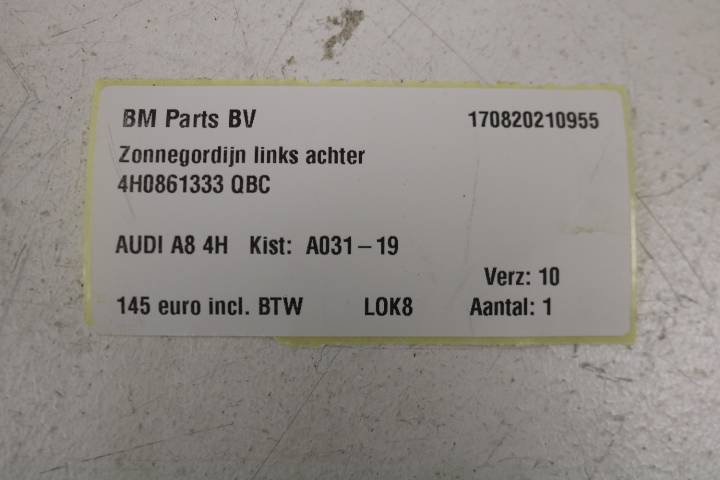 BM Parts BV 170820210955
Zonnegordijn links achter
4H0861333 QBC
AUDI A8 4H Kist: A031-19
Verz: 10
145 euro incl. BTW LOK8 Aantal: 1